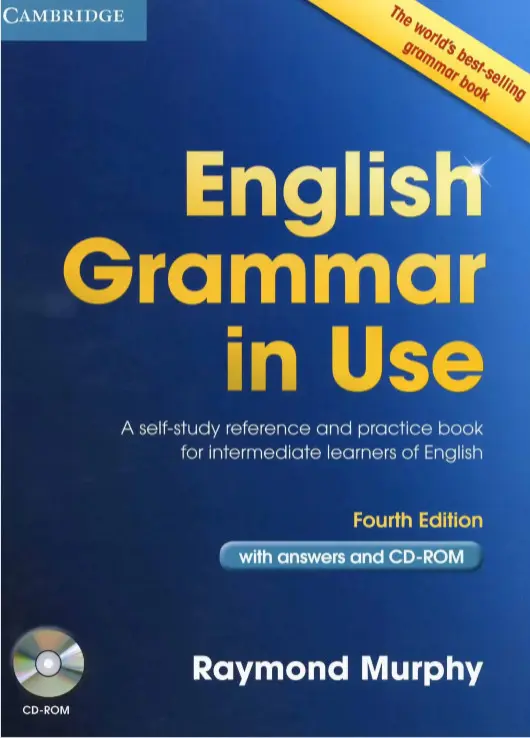 CAMBRIDGE
The world's best-selling
grammar book
English
Grammar
in Use
A self-study reference and practice book
for intermediate learners of English
Fourth Edition
with answers and CD-ROM
Raymond Murphy
CD-ROM